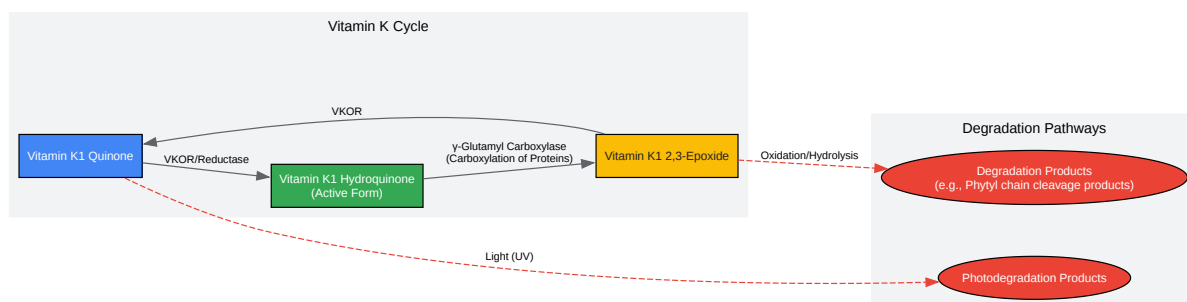 Vitamin K Cycle
VKOR
Vitamin K1 Quinone
VKOR/Reductase
Vitamin K1 Hydroquinone
(Active Form)
γ-Glutamyl Carboxylase
(Carboxylation of Proteins)
Vitamin K1 2,3-Epoxide
Oxidation/Hydrolysis
Light (UV)
Degradation Pathways
Degradation Products
(e.g., Phytyl chain cleavage products)
Photodegradation Products